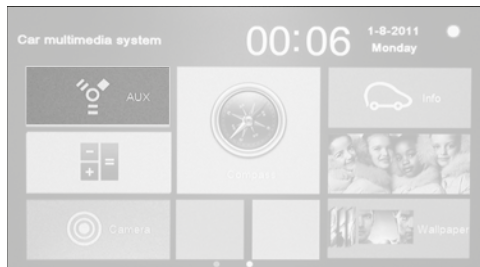 Car multimedia system
00:06
1-8-2011
Monday
AUX
Info
Compass
Camera
Wallpaper